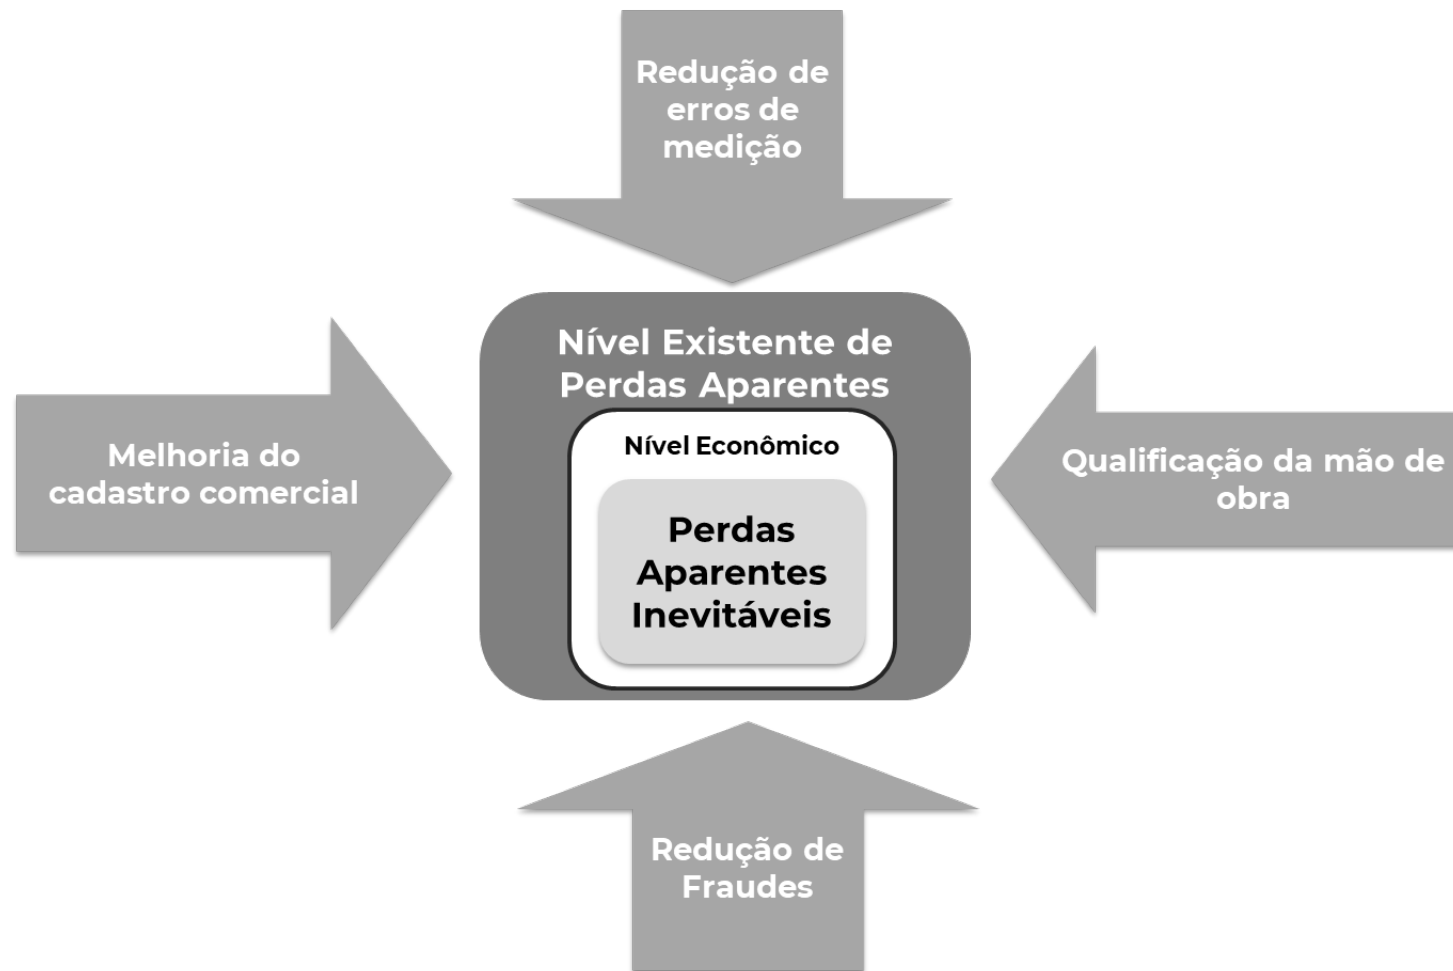 Redução de
erros de
medição
Nível Existente de
Perdas Aparentes
Nível Econômico
Perdas
Aparentes
Inevitáveis
Melhoria do
cadastro comercial
Qualificação da mão de
obra
Redução de
Fraudes